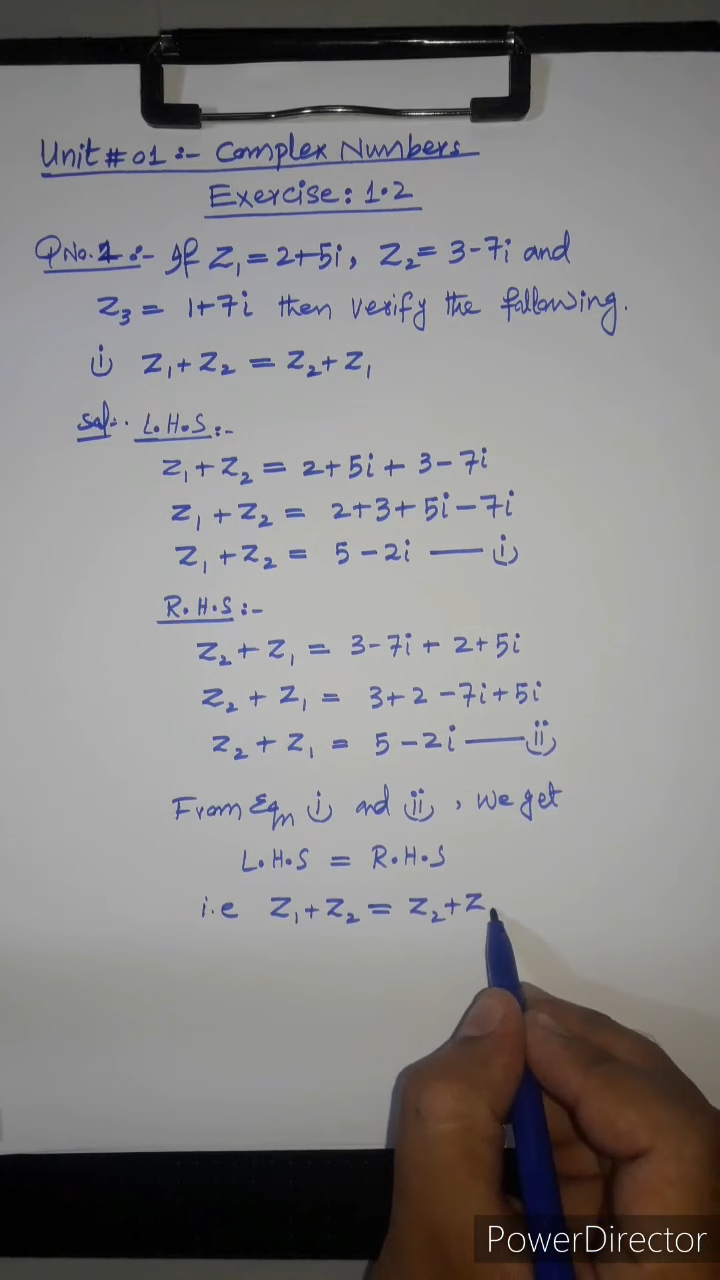 Unit # 01 :- Complex Numbers
Exercise: 1.2
Q No. 1 :- If Z₁ = 2+5i, Z₂ = 3-7i and
Z₃ = 1+7i then verify the following.
i) Z₁+Z₂ = Z₂+Z₁
Sol:- L.H.S:-
Z₁+Z₂ = 2+5i+3-7i
Z₁+Z₂ = 2+3+5i-7i
Z₁+Z₂ = 5-2i — i)
R.H.S:-
Z₂+Z₁ = 3-7i+2+5i
Z₂+Z₁ = 3+2-7i+5i
Z₂+Z₁ = 5-2i — ii)
From Eqn i) and ii), we get
L.H.S = R.H.S
i.e Z₁+Z₂ = Z₂+Z
PowerDirector